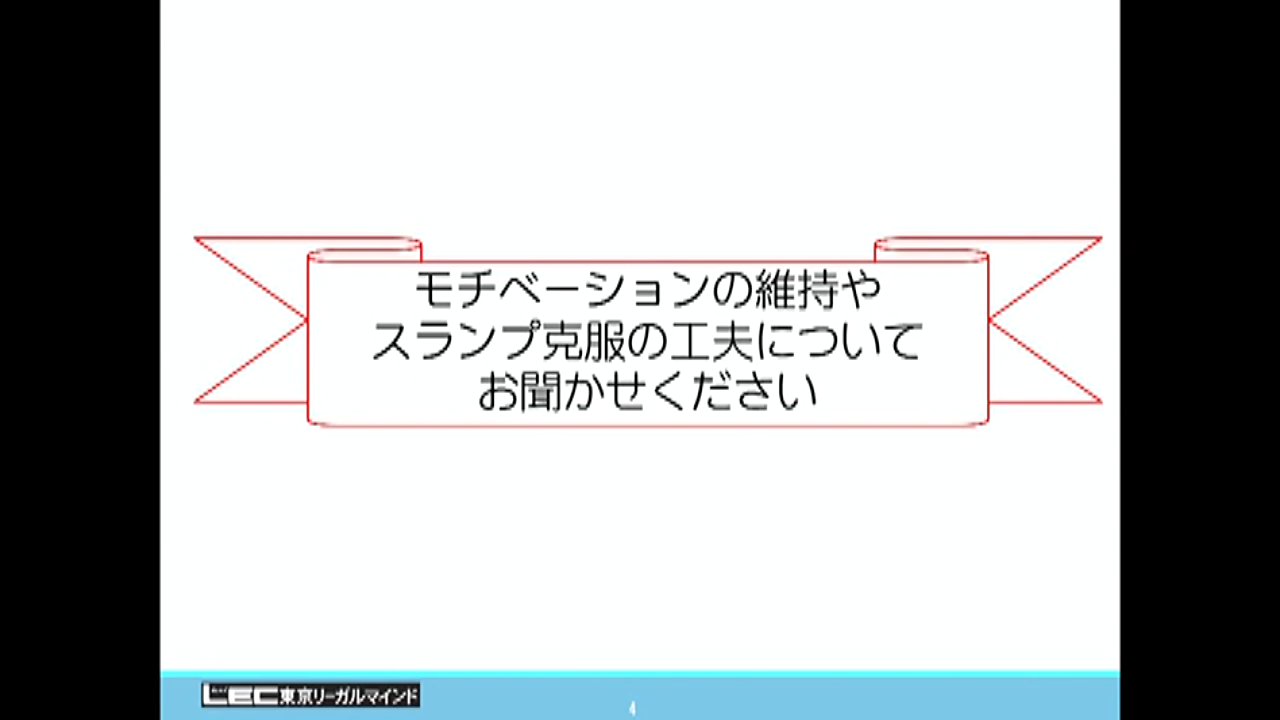 モチベーションの維持や
スランプ克服の工夫について
お聞かせください
LEC東京リーガルマインド
4